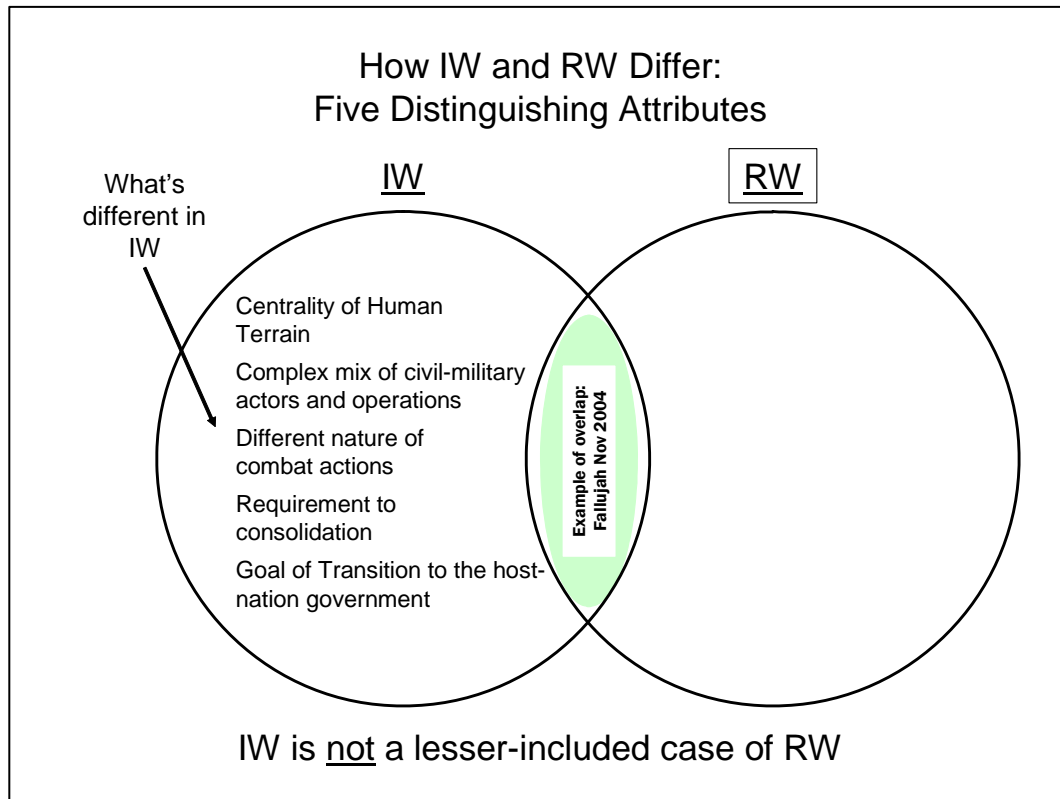 How IW and RW Differ:
Five Distinguishing Attributes
IW
RW
What's
different in
IW
Centrality of Human
Terrain
Complex mix of civil-military
actors and operations
Different nature of
combat actions
Requirement to
consolidation
Goal of Transition to the host-
nation government
Example of overlap:
Fallujah Nov 2004
IW is not a lesser-included case of RW